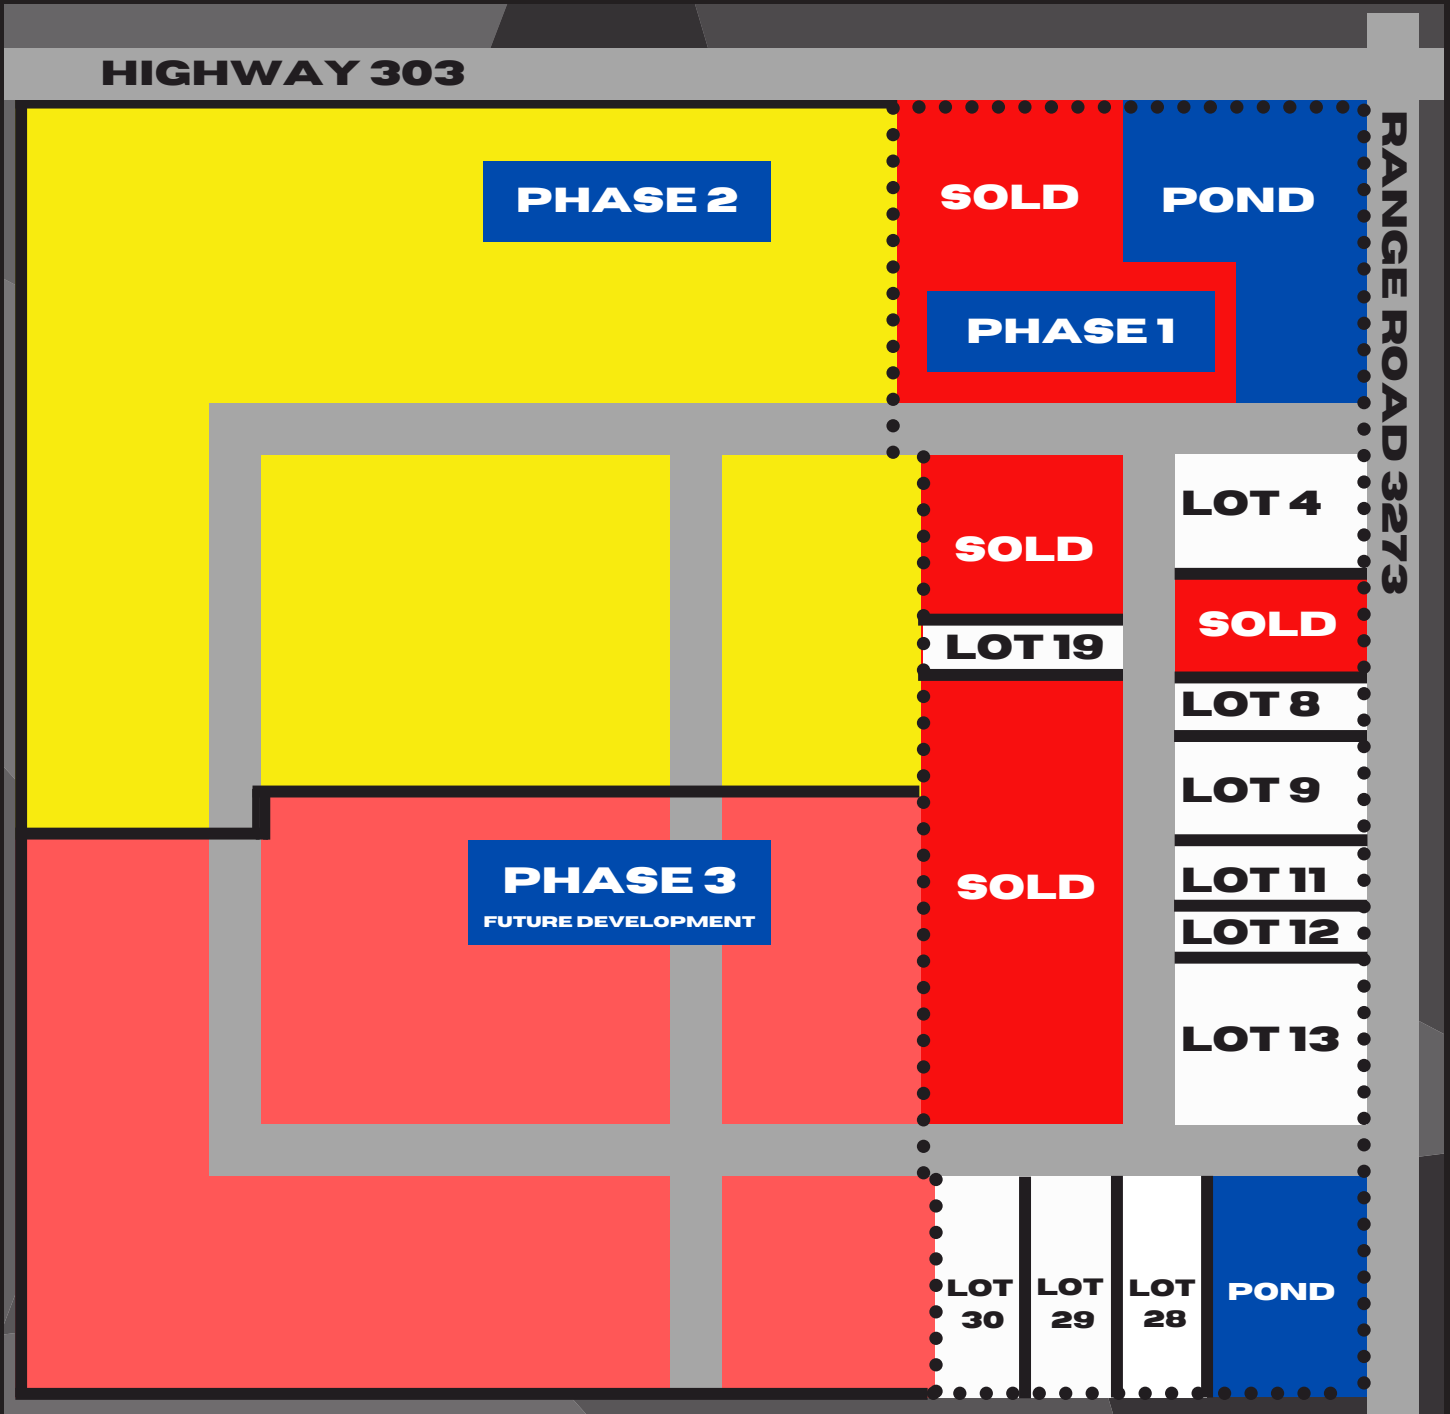 HIGHWAY 303
RANGE ROAD 3273
PHASE 2
SOLD
POND
PHASE 1
SOLD
LOT 4
SOLD
LOT 19
LOT 8
LOT 9
PHASE 3
FUTURE DEVELOPMENT
SOLD
LOT 11
LOT 12
LOT 13
LOT
30
LOT
29
LOT
28
POND